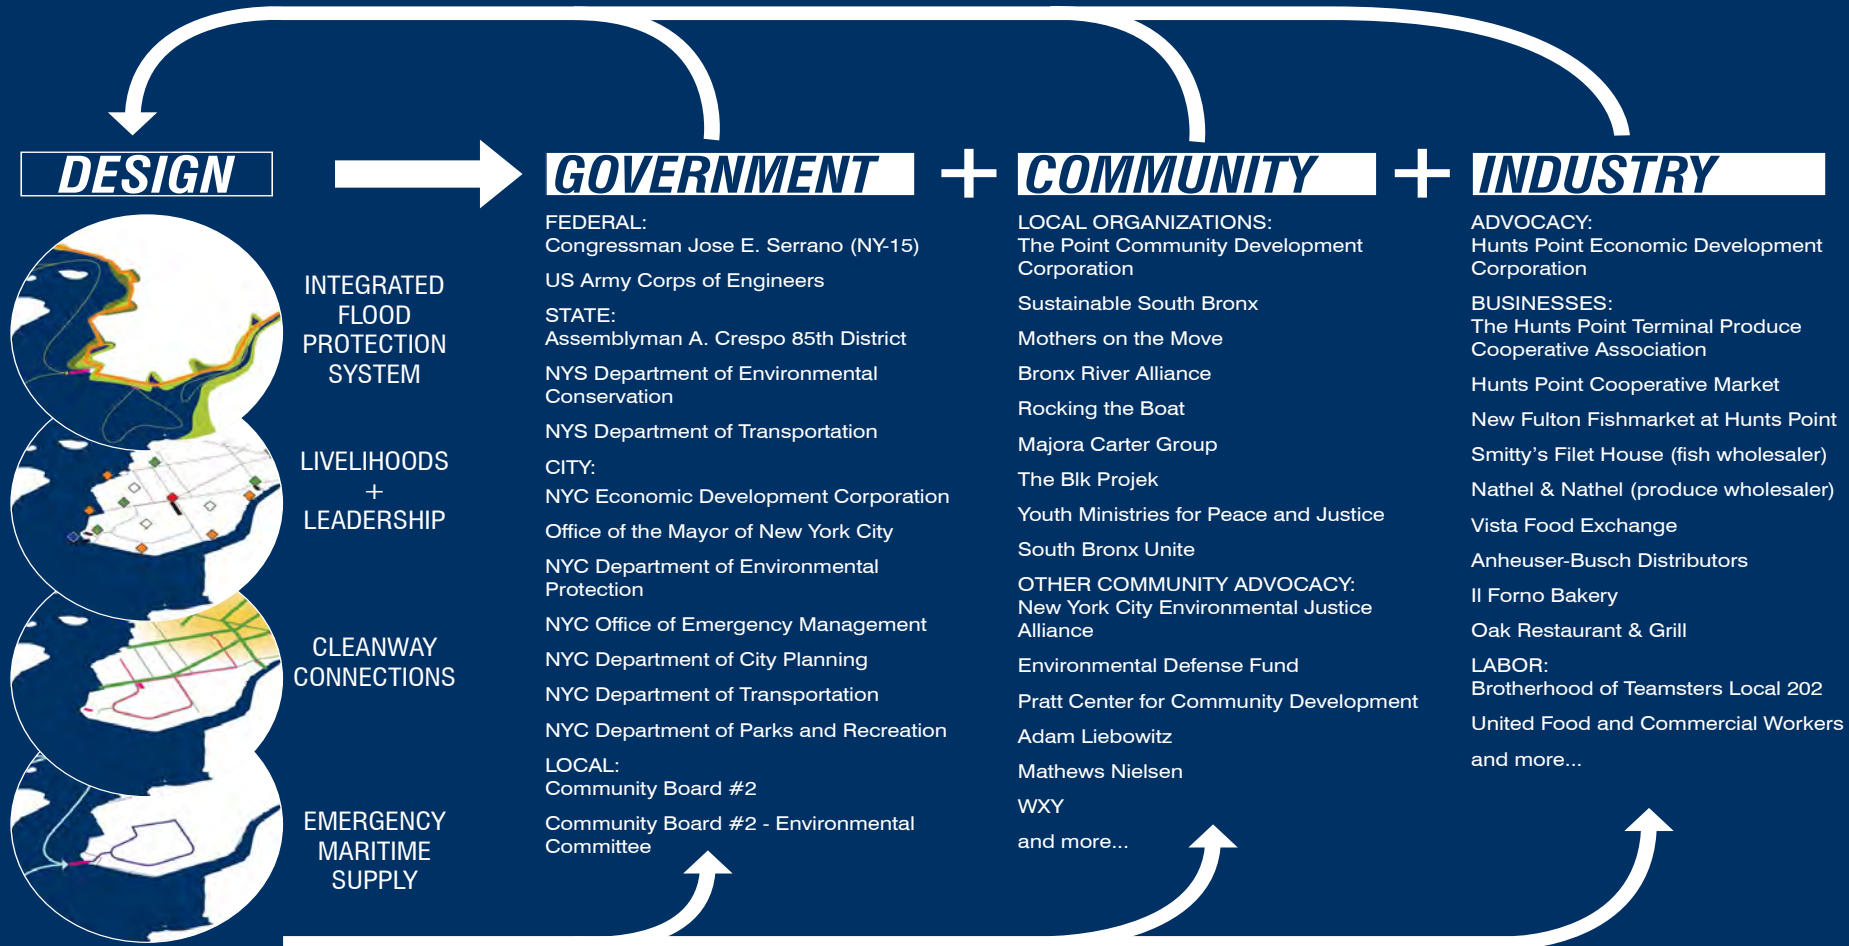 DESIGN
INTEGRATED
FLOOD
PROTECTION
SYSTEM
LIVELIHOODS
+
LEADERSHIP
CLEANWAY
CONNECTIONS
EMERGENCY
MARITIME
SUPPLY
GOVERNMENT
FEDERAL:
Congressman Jose E. Serrano (NY-15)
US Army Corps of Engineers
STATE:
Assemblyman A. Crespo 85th District
NYS Department of Environmental
Conservation
NYS Department of Transportation
CITY:
NYC Economic Development Corporation
Office of the Mayor of New York City
NYC Department of Environmental
Protection
NYC Office of Emergency Management
NYC Department of City Planning
NYC Department of Transportation
NYC Department of Parks and Recreation
LOCAL:
Community Board #2
Community Board #2 - Environmental
Committee
+
COMMUNITY
LOCAL ORGANIZATIONS:
The Point Community Development
Corporation
Sustainable South Bronx
Mothers on the Move
Bronx River Alliance
Rocking the Boat
Majora Carter Group
The Blk Projek
Youth Ministries for Peace and Justice
South Bronx Unite
OTHER COMMUNITY ADVOCACY:
New York City Environmental Justice
Alliance
Environmental Defense Fund
Pratt Center for Community Development
Adam Liebowitz
Mathews Nielsen
WXY
and more...
+
INDUSTRY
ADVOCACY:
Hunts Point Economic Development
Corporation
BUSINESSES:
The Hunts Point Terminal Produce
Cooperative Association
Hunts Point Cooperative Market
New Fulton Fishmarket at Hunts Point
Smitty's Filet House (fish wholesaler)
Nathel & Nathel (produce wholesaler)
Vista Food Exchange
Anheuser-Busch Distributors
Il Forno Bakery
Oak Restaurant & Grill
LABOR:
Brotherhood of Teamsters Local 202
United Food and Commercial Workers
and more...